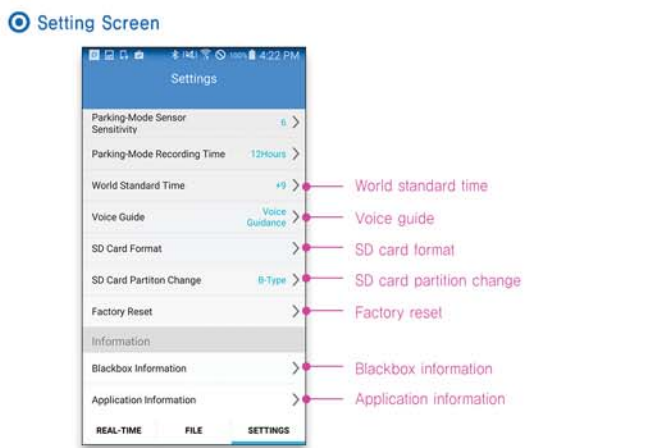 Setting Screen
100% 4:22 PM
Settings
Parking-Mode Sensor
Sensitivity
6
Parking-Mode Recording Time 12Hours
World Standard Time +9 World standard time
Voice Guide Voice
Guidance Voice guide
SD Card Format SD card format
SD Card Partiton Change B-Type SD card partition change
Factory Reset Factory reset
Information
Blackbox Information Blackbox information
Application Information Application information
REAL-TIME FILE SETTINGS